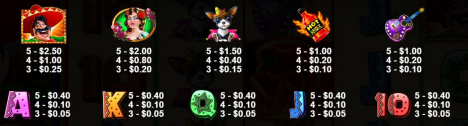 HOT
5 - $2.50
4 - $1.00
3 - $0.25
5 - $2.00
4 - $0.80
3 - $0.20
5 - $1.50
4 - $0.40
3 - $0.15
5 - $1.00
4 - $0.20
3 - $0.10
5 - $1.00
4 - $0.20
3 - $0.10
A
5 - $0.40
4 - $0.10
3 - $0.05
K
5 - $0.40
4 - $0.10
3 - $0.05
Q
5 - $0.40
4 - $0.10
3 - $0.05
J
5 - $0.40
4 - $0.10
3 - $0.05
10
5 - $0.40
4 - $0.10
3 - $0.05